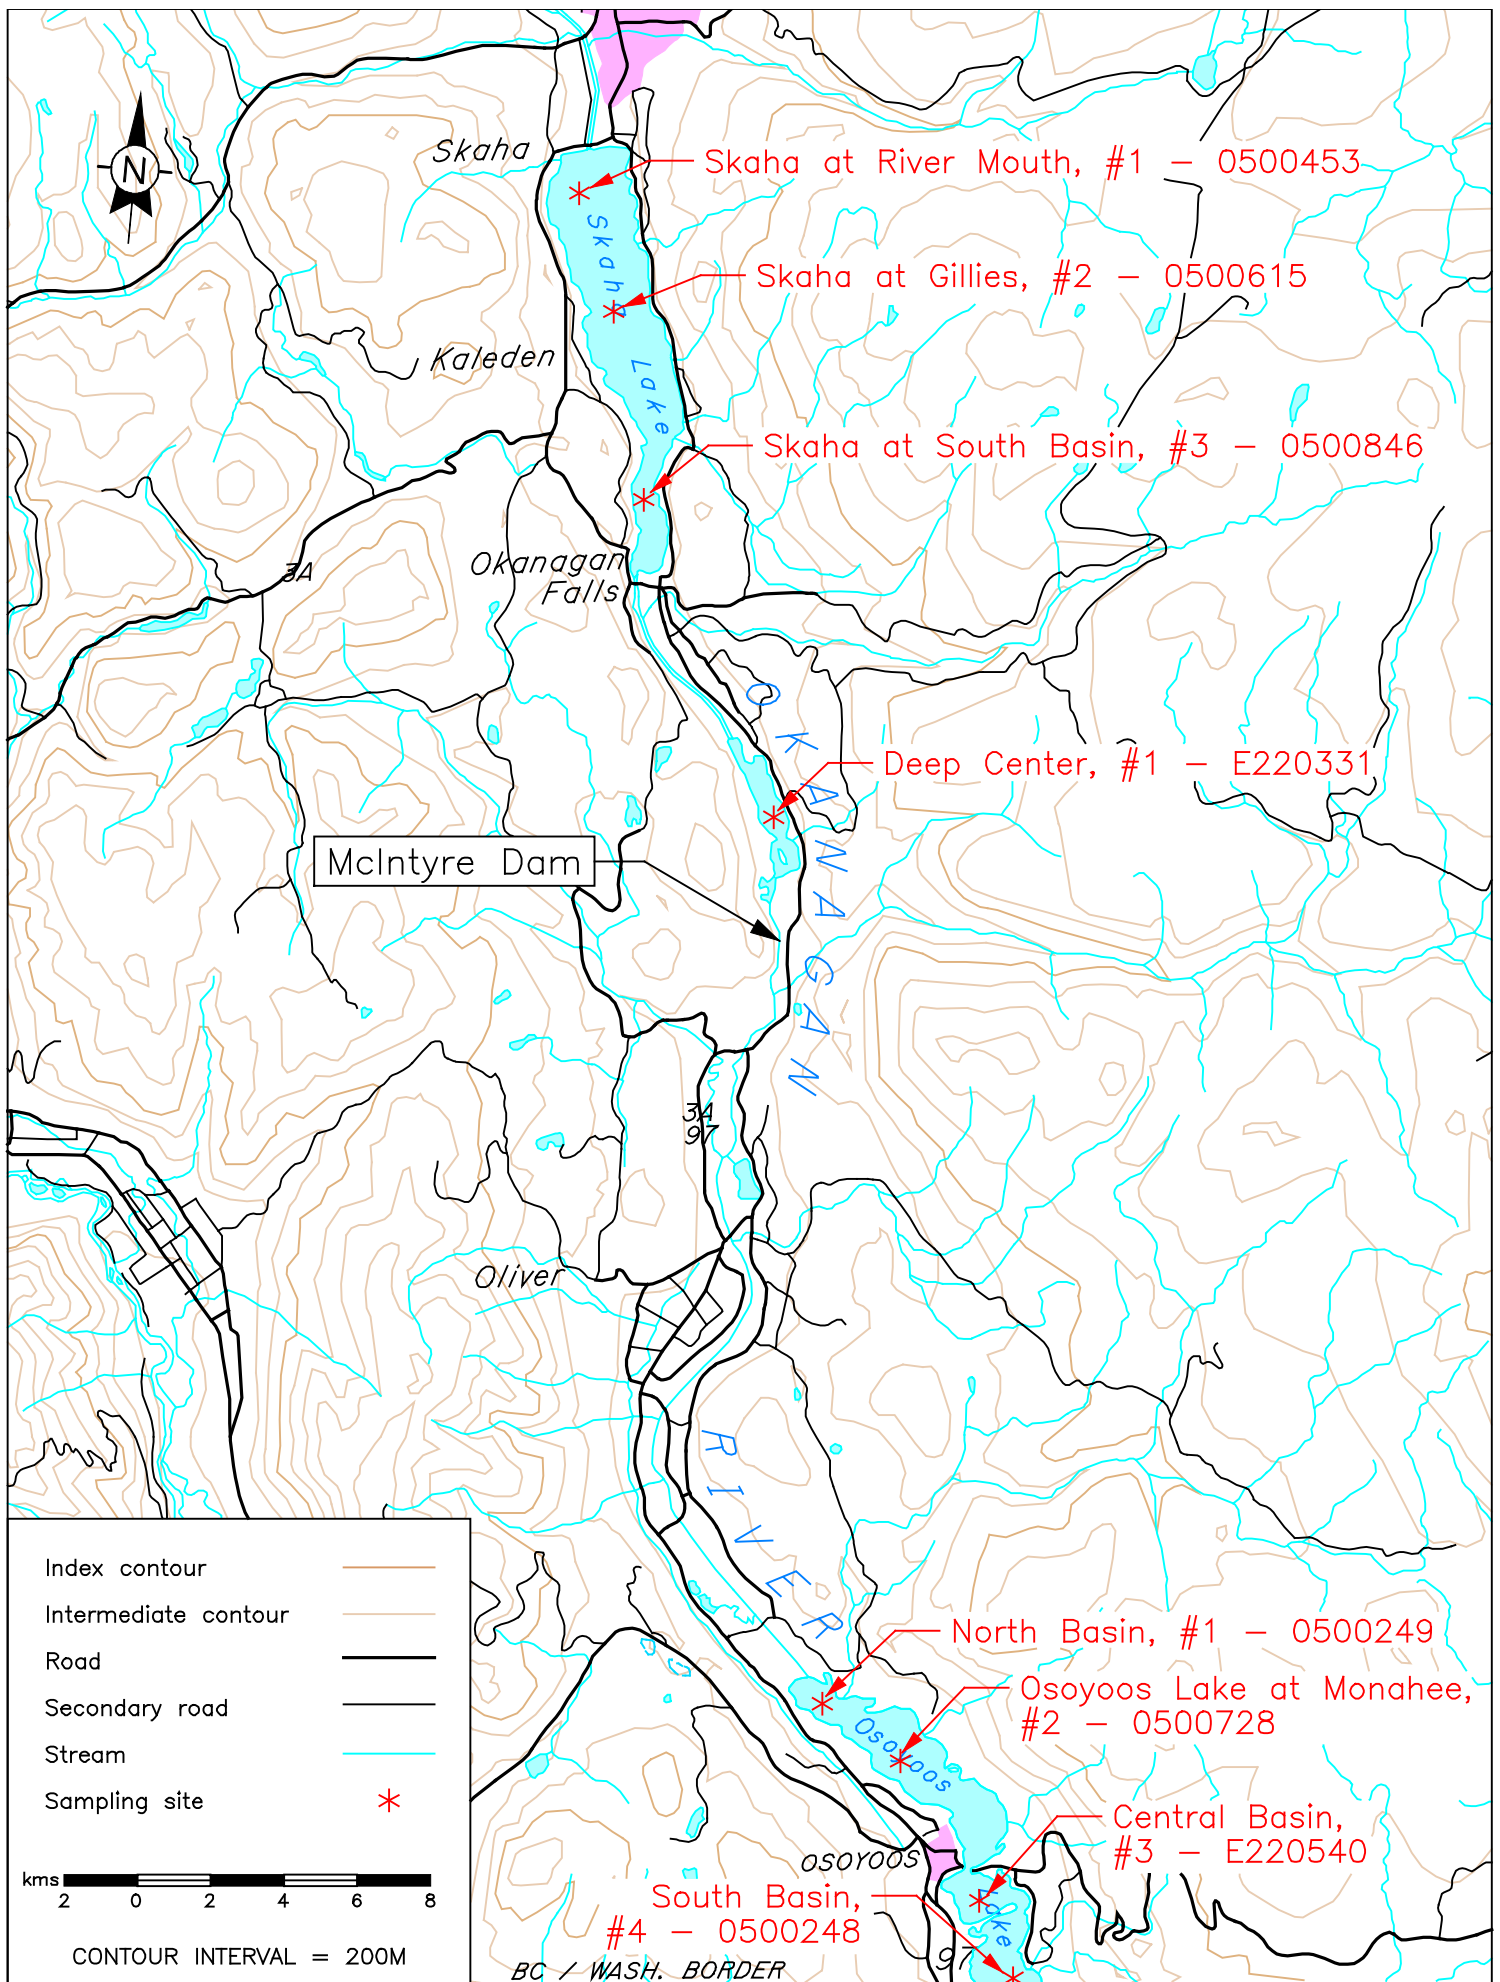 N
Skaha
Skaha at River Mouth, #1 - 0500453
Skaha at Gillies, #2 - 0500615
Skaha Lake
Kaleden
Skaha at South Basin, #3 - 0500846
Okanagan
Falls
3A
OKANAGAN
Deep Center, #1 - E220331
McIntyre Dam
3A
97
Oliver
RIVER
North Basin, #1 - 0500249
Osoyoos Lake at Monahee,
#2 - 0500728
Osoyoos
Lake
Central Basin,
#3 - E220540
OSOYOOS
South Basin,
#4 - 0500248
97
BC / WASH. BORDER
Index contour
Intermediate contour
Road
Secondary road
Stream
Sampling site
kms
2 0 2 4 6 8
CONTOUR INTERVAL = 200M